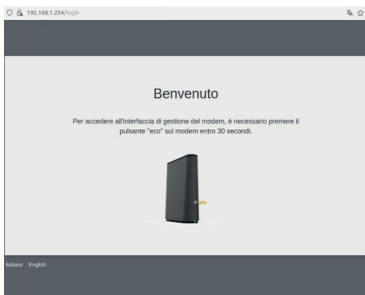 192.168.1.254/login
Benvenuto
Per accedere all'interfaccia di gestione del modem, è necessario premere il
pulsante "eco" sul modem entro 30 secondi.
Italiano English